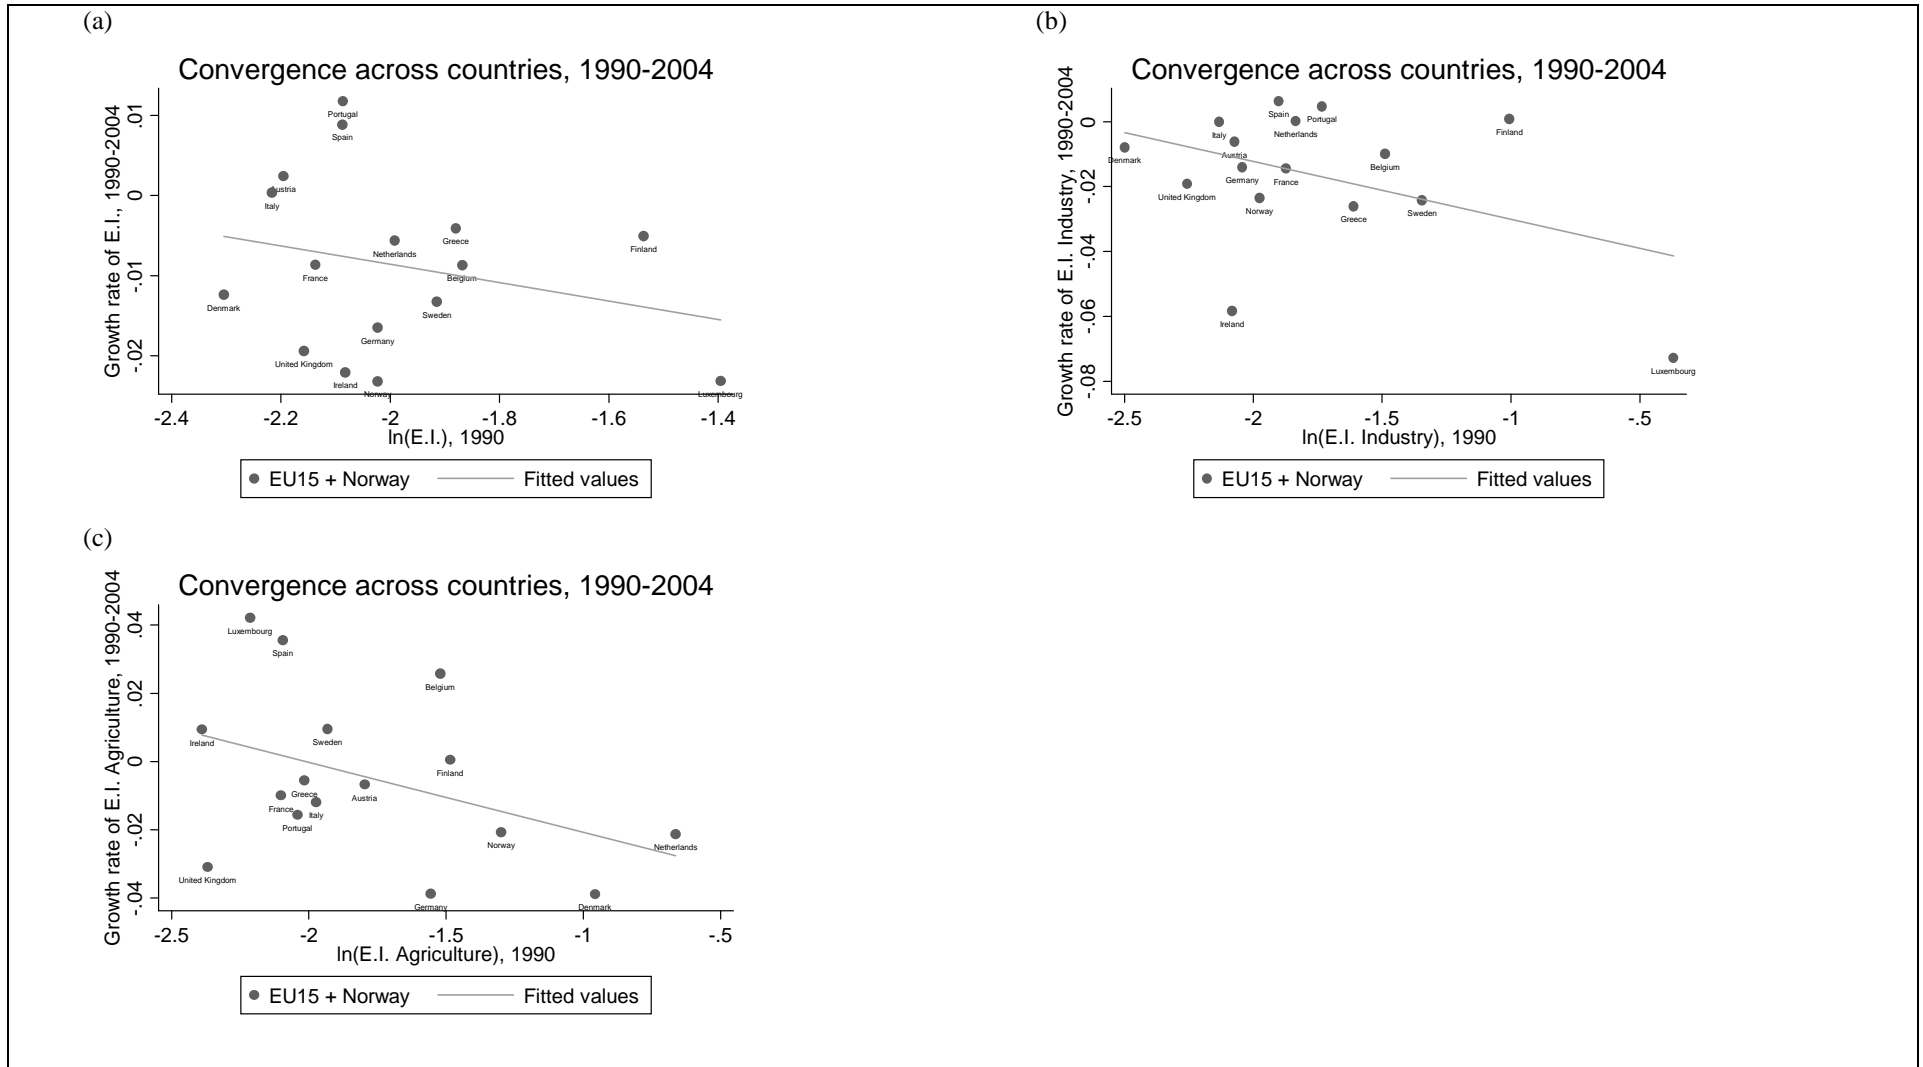 (a)
Convergence across countries, 1990-2004
Growth rate of E.I., 1990-2004
.01
0
-.01
-.02
Portugal
Spain
Austria
Italy
Greece
Netherlands
Finland
France
Belgium
Denmark
Sweden
Germany
United Kingdom
Ireland
Norway
Luxembourg
-2.4 -2.2 -2 -1.8 -1.6 -1.4
ln(E.I.), 1990
EU15 + Norway Fitted values
(b)
Convergence across countries, 1990-2004
Growth rate of E.I. Industry, 1990-2004
0
-.02
-.04
-.06
-.08
Spain
Portugal
Italy
Netherlands
Finland
Austria
Denmark
Belgium
Germany
France
United Kingdom
Norway
Greece
Sweden
Ireland
Luxembourg
-2.5 -2 -1.5 -1 -.5
ln(E.I. Industry), 1990
EU15 + Norway Fitted values
(c)
Convergence across countries, 1990-2004
Growth rate of E.I. Agriculture, 1990-2004
.04
.02
0
-.02
-.04
Luxembourg
Spain
Belgium
Ireland
Sweden
Finland
Greece
Austria
France
Italy
Portugal
Norway
Netherlands
United Kingdom
Germany
Denmark
-2.5 -2 -1.5 -1 -.5
ln(E.I. Agriculture), 1990
EU15 + Norway Fitted values